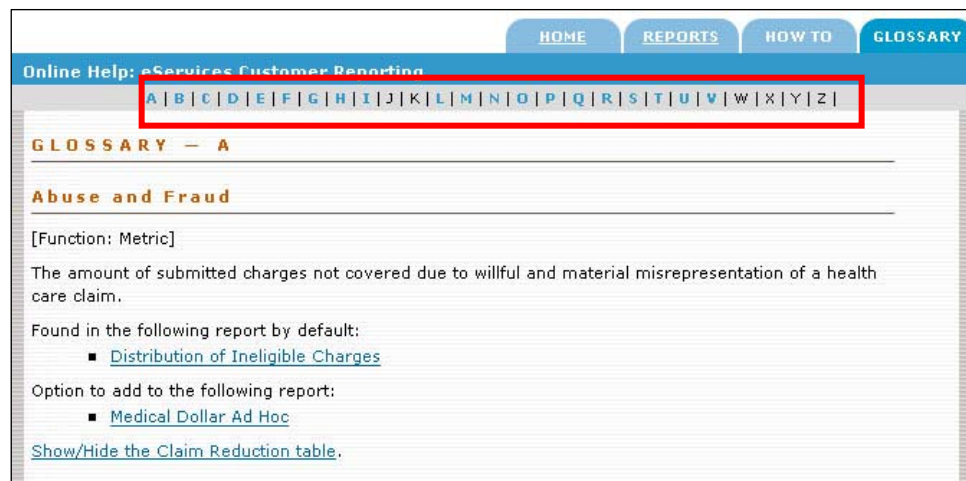 HOME REPORTS HOW TO GLOSSARY
Online Help: eServices Customer Reporting
A | B | C | D | E | F | G | H | I | J | K | L | M | N | O | P | Q | R | S | T | U | V | W | X | Y | Z |
GLOSSARY — A
Abuse and Fraud
[Function: Metric]
The amount of submitted charges not covered due to willful and material misrepresentation of a health
care claim.
Found in the following report by default:
▪ Distribution of Ineligible Charges
Option to add to the following report:
▪ Medical Dollar Ad Hoc
Show/Hide the Claim Reduction table.